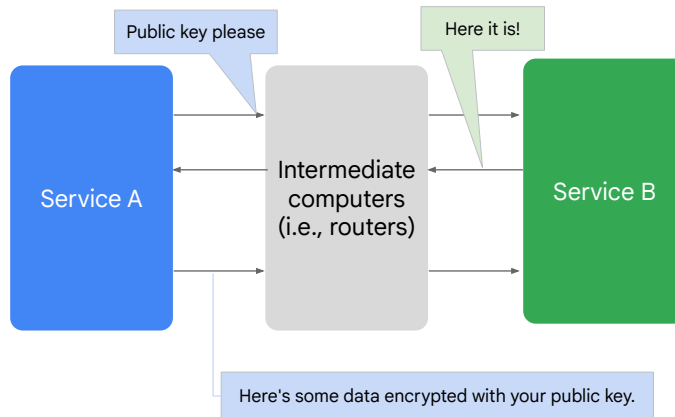 Public key please
Here it is!
Service A
Intermediate
computers
(i.e., routers)
Service B
Here's some data encrypted with your public key.